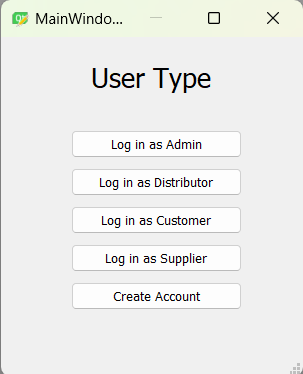 MainWindo...
User Type
Log in as Admin
Log in as Distributor
Log in as Customer
Log in as Supplier
Create Account